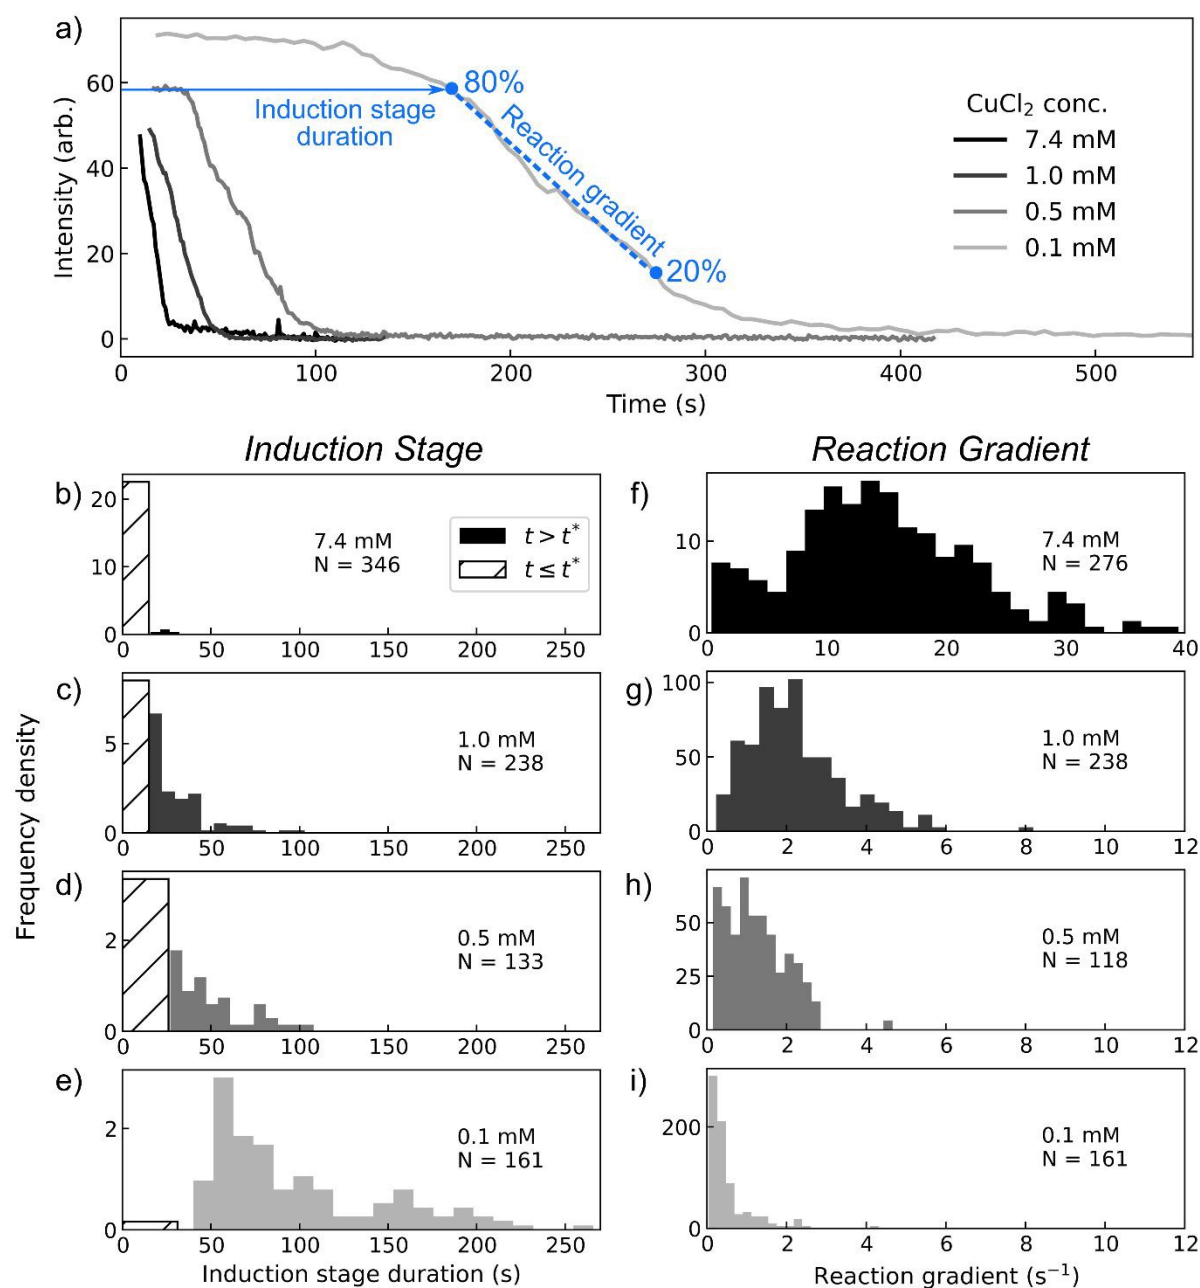 a)
Intensity (arb.)
60
40
20
0
80%
Induction stage
duration
Reaction gradient
20%
CuCl₂ conc.
7.4 mM
1.0 mM
0.5 mM
0.1 mM
0 100 200 300 400 500
Time (s)
Induction Stage
Reaction Gradient
Frequency density
b)
20
10
0
7.4 mM
N = 346
t > t*
t ≤ t*
0 50 100 150 200 250
f)
10
0
7.4 mM
N = 276
0 10 20 30 40
c)
5
0
1.0 mM
N = 238
0 50 100 150 200 250
g)
100
50
0
1.0 mM
N = 238
0 2 4 6 8 10 12
d)
2
0
0.5 mM
N = 133
0 50 100 150 200 250
h)
50
25
0
0.5 mM
N = 118
0 2 4 6 8 10 12
e)
2
0
0.1 mM
N = 161
0 50 100 150 200 250
Induction stage duration (s)
i)
200
0
0.1 mM
N = 161
0 2 4 6 8 10 12
Reaction gradient (s⁻¹)